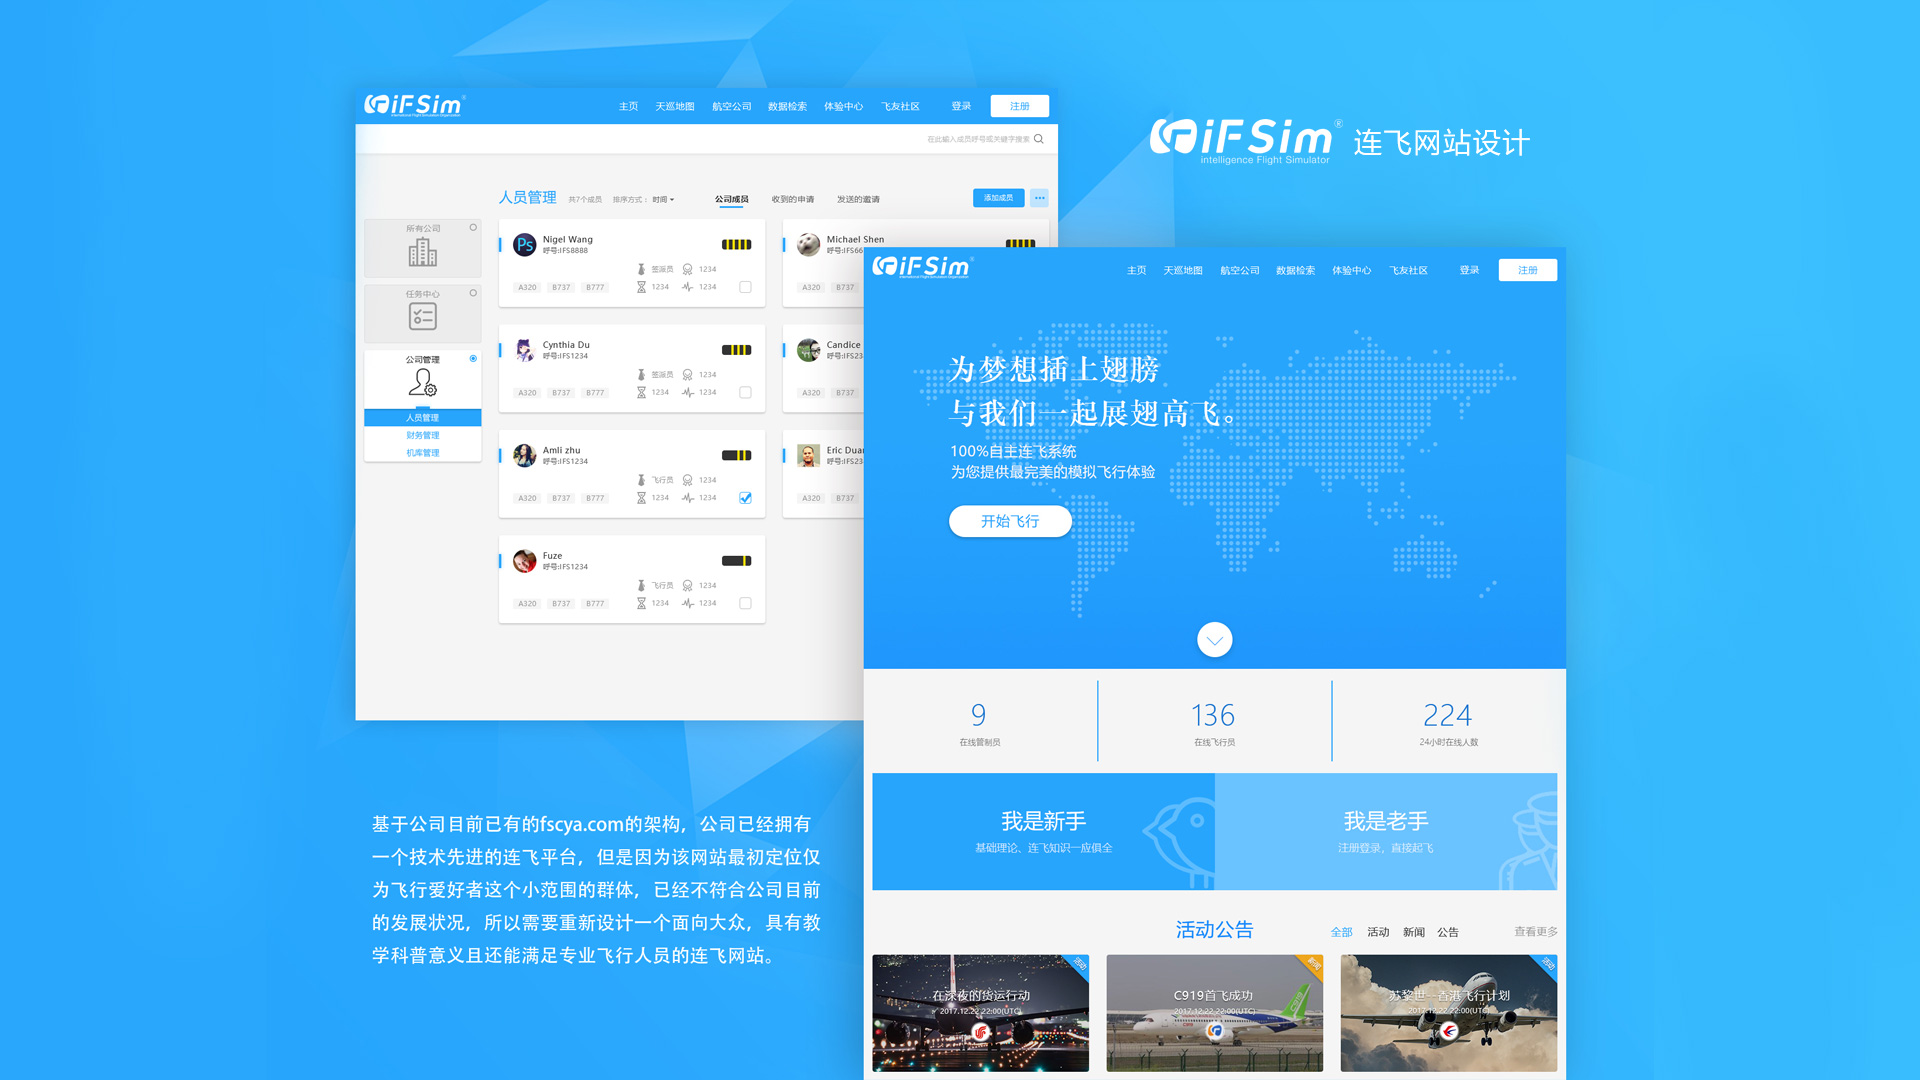 iFSim®
International Flight Simulation Organization
主页 天巡地图 航空公司 数据检索 体验中心 飞友社区 登录 注册
在此输入成员呼号或关键字搜索
人员管理 共7个成员 排序方式： 时间 公司成员 收到的申请 发送的邀请 添加成员 •••
所有公司
任务中心
公司管理
人员管理
财务管理
机库管理
Ps
Nigel Wang
呼号:IFS8888
签派员 1234
A320 B737 B777 1234 1234
Michael Shen
呼号:IFS66
A320 B737
Cynthia Du
呼号:IFS1234
签派员 1234
A320 B737 B777 1234 1234
Candice
呼号:IFS23
A320 B737
Amli zhu
呼号:IFS1234
飞行员 1234
A320 B737 B777 1234 1234
Eric Duan
呼号:IFS23
A320 B737
Fuze
呼号:IFS1234
飞行员 1234
A320 B737 B777 1234 1234
iFSim® 连飞网站设计
intelligence Flight Simulator
iFSim®
International Flight Simulation Organization
主页 天巡地图 航空公司 数据检索 体验中心 飞友社区 登录 注册
为梦想插上翅膀
与我们一起展翅高飞。
100%自主连飞系统
为您提供最完美的模拟飞行体验
开始飞行
9
在线管制员
136
在线飞行员
224
24小时在线人数
我是新手
基础理论、连飞知识一应俱全
我是老手
注册登录，直接起飞
活动公告 全部 活动 新闻 公告 查看更多
活动
在深夜的货运行动
2017.12.22 22:00(UTC)
新闻
C919首飞成功
2017.12.22 22:00(UTC)
C919
活动
苏黎世—香港飞行计划
2017.12.22 22:00(UTC)
基于公司目前已有的fscya.com的架构，公司已经拥有
一个技术先进的连飞平台，但是因为该网站最初定位仅
为飞行爱好者这个小范围的群体，已经不符合公司目前
的发展状况，所以需要重新设计一个面向大众，具有教
学科普意义且还能满足专业飞行人员的连飞网站。